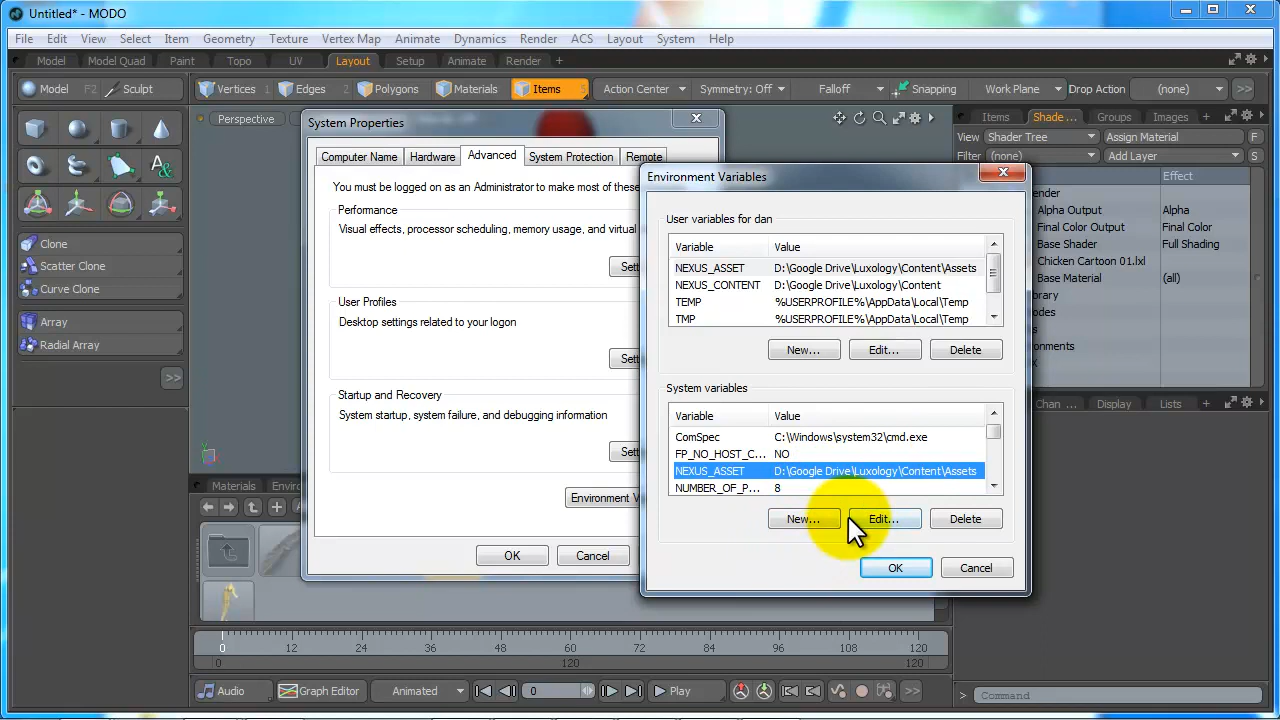 Untitled* - MODO
File Edit View Select Item Geometry Texture Vertex Map Animate Dynamics Render ACS Layout System Help
Model Model Quad Paint Topo UV Layout Setup Animate Render +
Model F2 Sculpt Vertices 1 Edges 2 Polygons Materials Items 5 Action Center Symmetry: Off Falloff Snapping Work Plane Drop Action (none) >>
Perspective
System Properties
Computer Name Hardware Advanced System Protection Remote
You must be logged on as an Administrator to make most of these
Performance
Visual effects, processor scheduling, memory usage, and virtual
User Profiles
Desktop settings related to your logon
Startup and Recovery
System startup, system failure, and debugging information
Environment V
OK Cancel
Environment Variables
User variables for dan
Variable Value
NEXUS_ASSET D:\Google Drive\Luxology\Content\Assets
NEXUS_CONTENT D:\Google Drive\Luxology\Content
TEMP %USERPROFILE%\AppData\Local\Temp
TMP %USERPROFILE%\AppData\Local\Temp
New... Edit... Delete
System variables
Variable Value
ComSpec C:\Windows\system32\cmd.exe
FP_NO_HOST_C... NO
NEXUS_ASSET D:\Google Drive\Luxology\Content\Assets
NUMBER_OF_P... 8
New... Edit... Delete
OK Cancel
Items Shade ... Groups Images +
View Shader Tree Assign Material F
Filter (none) Add Layer S
Effect
ender
Alpha Output Alpha
Final Color Output Final Color
Base Shader Full Shading
Chicken Cartoon 01.lxl
Base Material (all)
brary
odes
s
nvironments
X
Chan ... Display Lists +
Clone
Scatter Clone
Curve Clone
Array
Radial Array
>>
Materials Enviro
0 12 24 36 48 60 72 84 96 108 120
0 120 120
Audio Graph Editor Animated 0 Play >>
> Command